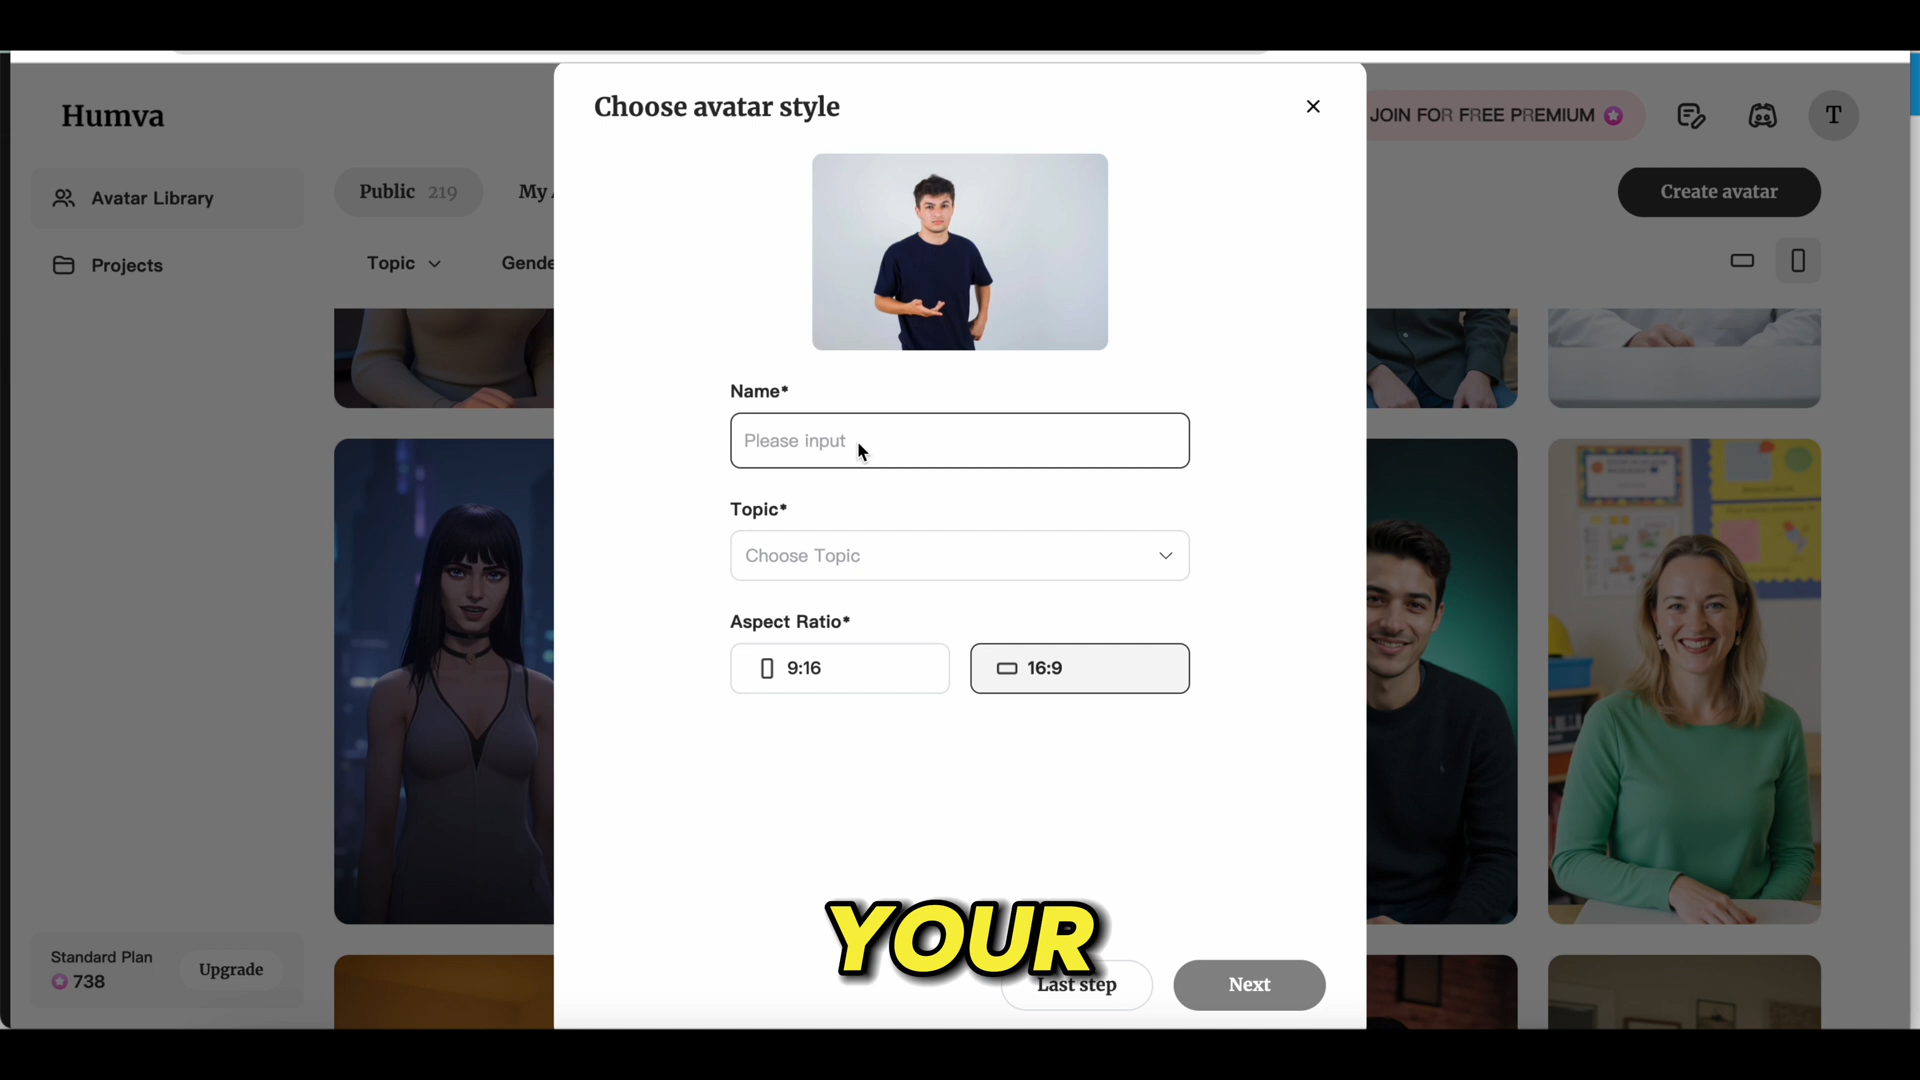 Humva
Avatar Library
Projects
Standard Plan
738
Upgrade
Public 219
My
Topic
Gende
JOIN FOR FREE PREMIUM
T
Create avatar
Choose avatar style
Name*
Please input
Topic*
Choose Topic
Aspect Ratio*
9:16
16:9
YOUR
Last step
Next